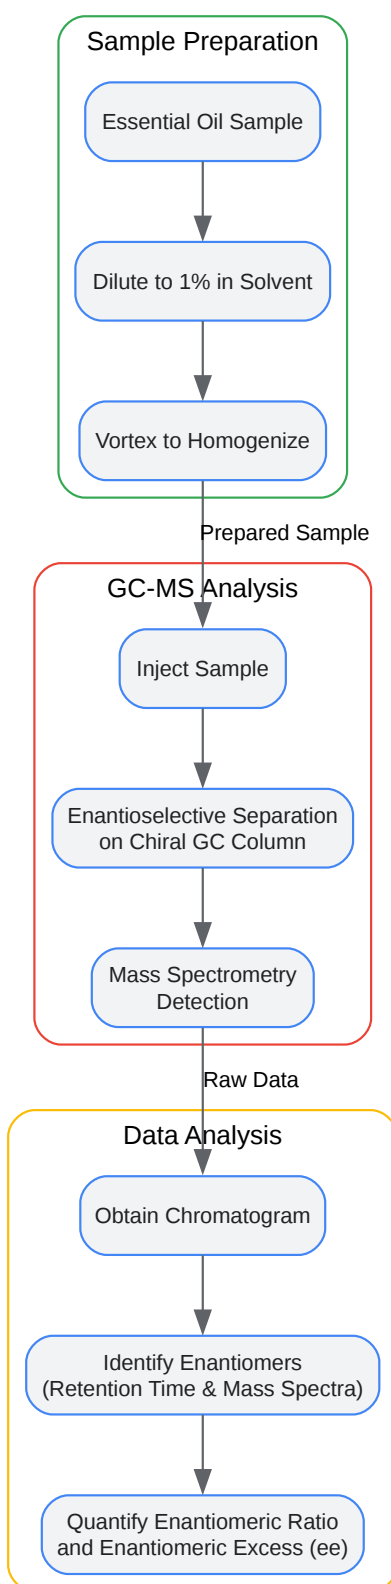 Sample Preparation
Essential Oil Sample
Dilute to 1% in Solvent
Vortex to Homogenize
Prepared Sample
GC-MS Analysis
Inject Sample
Enantioselective Separation
on Chiral GC Column
Mass Spectrometry
Detection
Raw Data
Data Analysis
Obtain Chromatogram
Identify Enantiomers
(Retention Time & Mass Spectra)
Quantify Enantiomeric Ratio
and Enantiomeric Excess (ee)